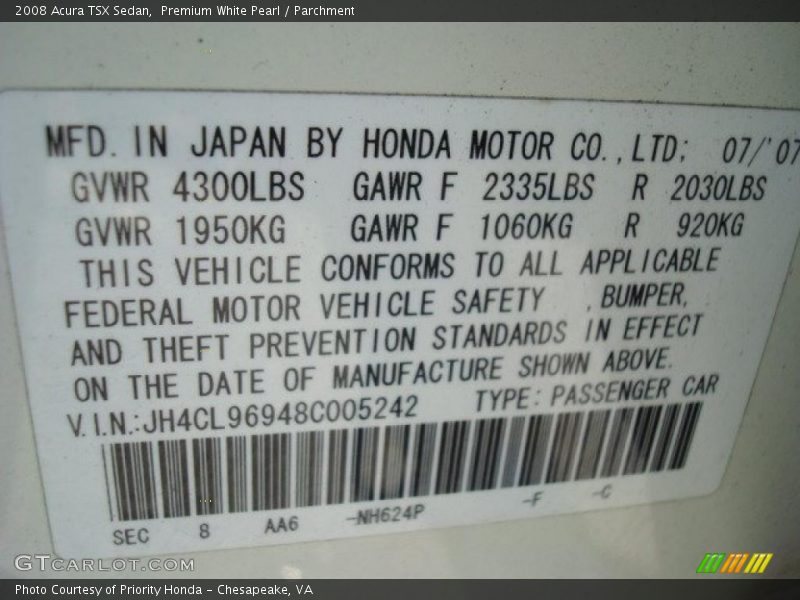 2008 Acura TSX Sedan, Premium White Pearl / Parchment
MFD. IN JAPAN BY HONDA MOTOR CO.,LTD; 07/'07
GVWR 4300LBS GAWR F 2335LBS R 2030LBS
GVWR 1950KG GAWR F 1060KG R 920KG
THIS VEHICLE CONFORMS TO ALL APPLICABLE
FEDERAL MOTOR VEHICLE SAFETY ,BUMPER,
AND THEFT PREVENTION STANDARDS IN EFFECT
ON THE DATE OF MANUFACTURE SHOWN ABOVE.
V.I.N.:JH4CL96948C005242 TYPE:PASSENGER CAR
SEC 8 AA6 -NH624P -F -C
GTCARLOT.COM
Photo Courtesy of Priority Honda - Chesapeake, VA